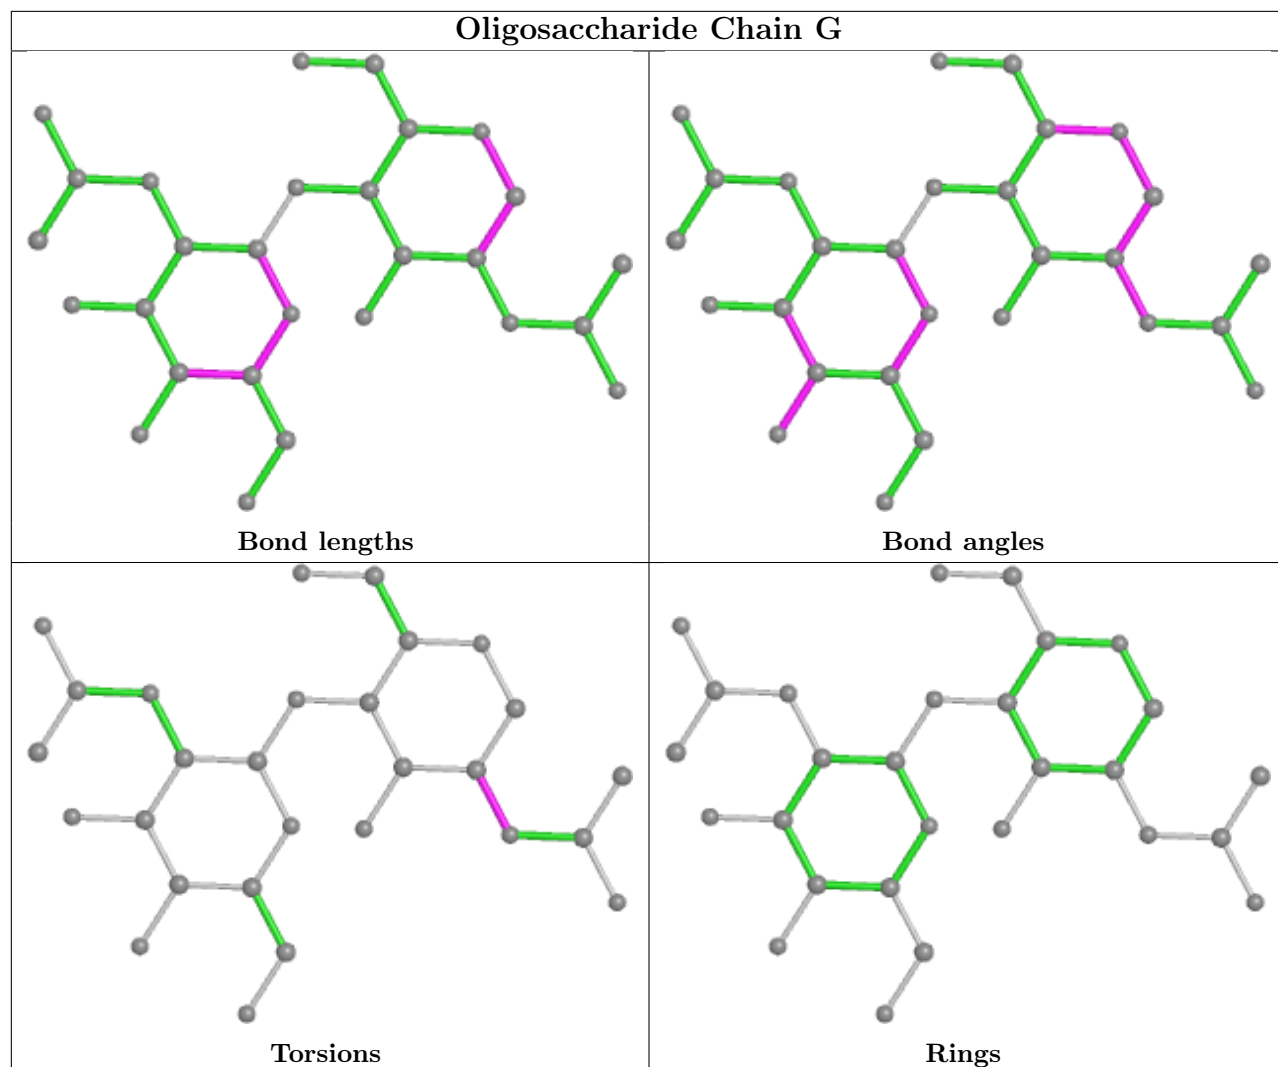 Oligosaccharide Chain G
Bond lengths
Bond angles
Torsions
Rings